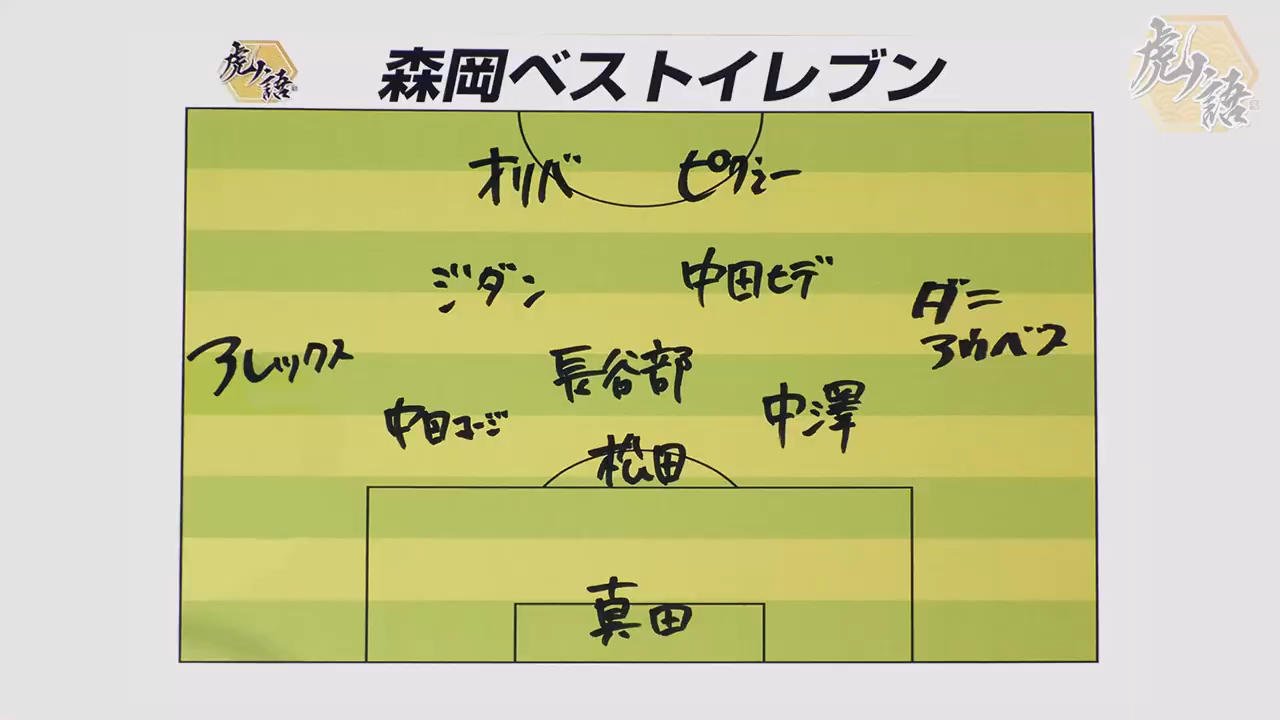 虎ノ語
森岡ベストイレブン
虎ノ語
オリベ
ピクシー
ジダン
中田ヒデ
ダニ
アウベス
アレックス
長谷部
中田コージ
中澤
松田
真田